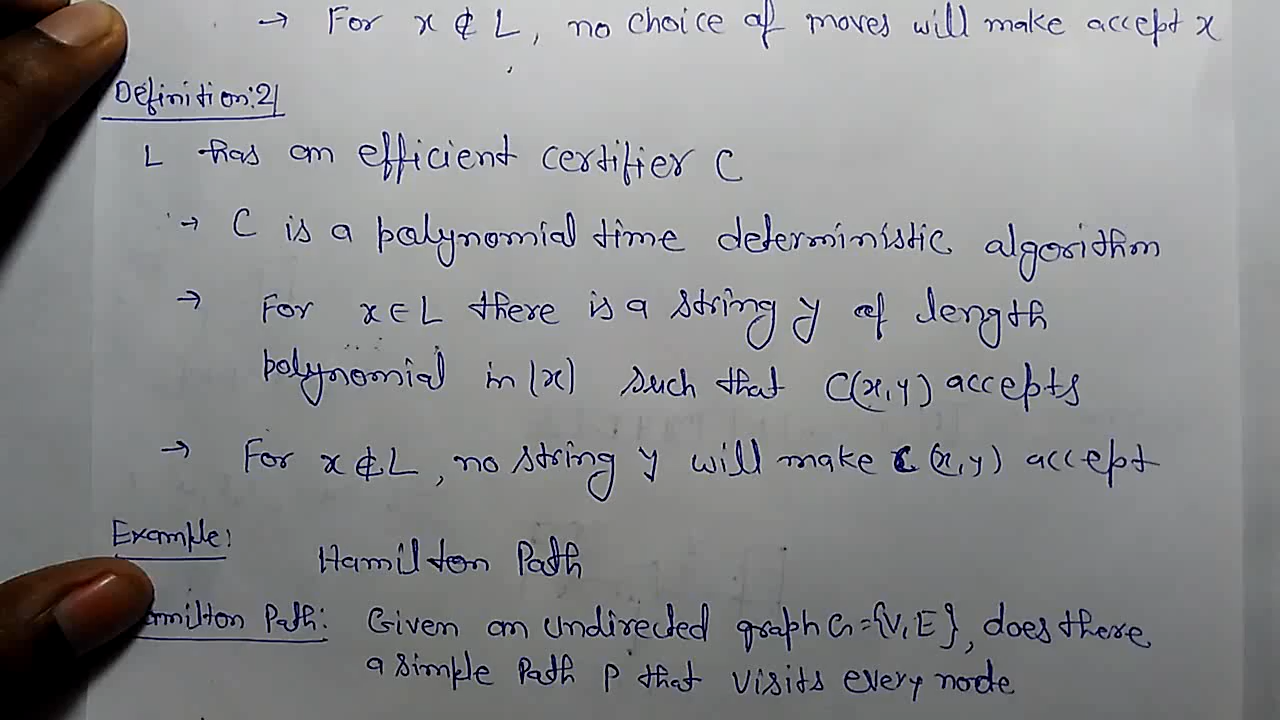 → For x ∉ L, no choice of moves will make accept x
Definition:2
L has an efficient certifier C
→ C is a polynomial time deterministic algorithm
→ For x ∈ L there is a string y of length
polynomial in |x| such that C(x,y) accepts
→ For x ∉ L, no string y will make C(x,y) accept
Example:
Hamilton Path
milton Path: Given an undirected graph G={V,E}, does there
a simple Path P that visits every node